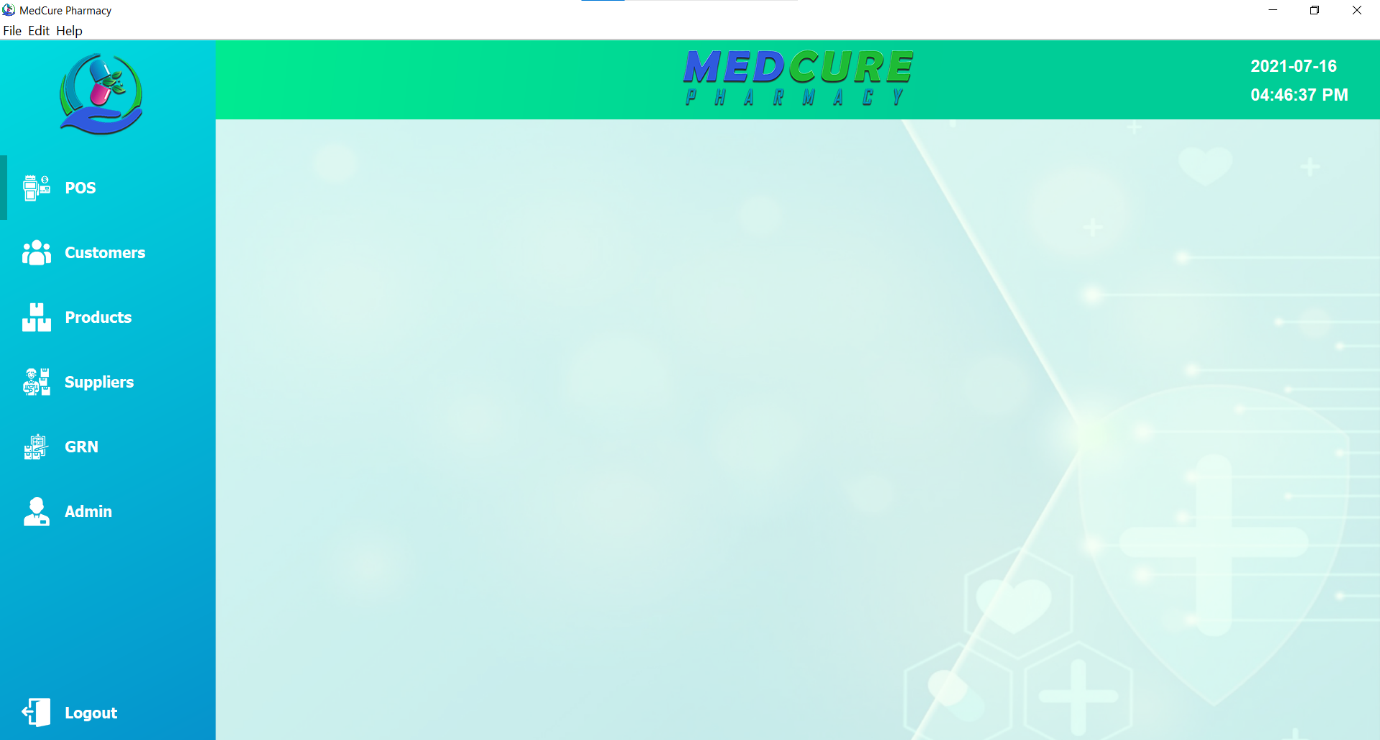 MedCure Pharmacy
File Edit Help
MEDCURE
PHARMACY
2021-07-16
04:46:37 PM
POS
Customers
Products
Suppliers
GRN
Admin
Logout